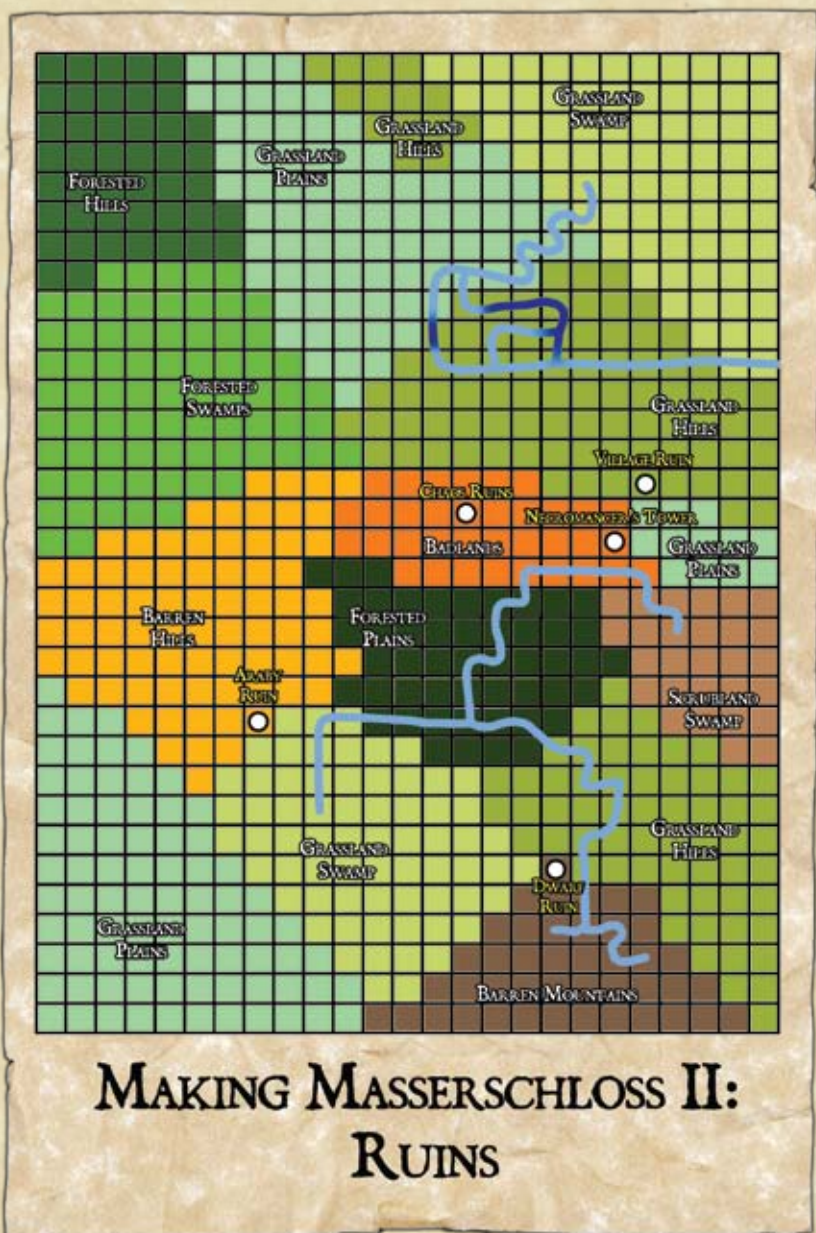 Grassland
Swamp
Grassland
Hills
Grassland
Plains
Forested
Hills
Forested
Swamps
Grassland
Hills
Village Ruin
Chaos Ruins
Necromancer's Tower
Badlands
Grassland
Plains
Barren
Hills
Forested
Plains
Araby
Ruin
Scrubland
Swamp
Grassland
Hills
Grassland
Swamp
Dwarf
Ruin
Grassland
Plains
Barren Mountains
Making Masserschloss II:
Ruins